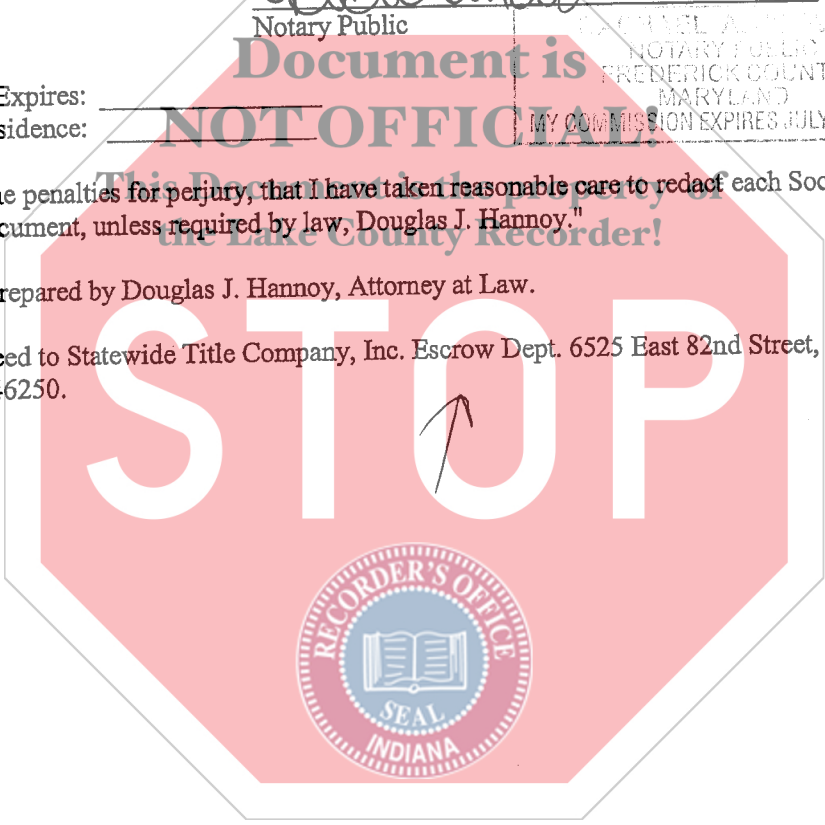 Notary Public
NOTARY PUBLIC
FREDERICK COUNT
MARYLAND
MY COMMISSION EXPIRES JULY
Document is
NOT OFFICIAL!
This Document is the property of
the Lake County Recorder!
Expires:
sidence:
e penalties for perjury, that I have taken reasonable care to redact each Soc
cument, unless required by law, Douglas J. Hannoy."
repared by Douglas J. Hannoy, Attorney at Law.
ed to Statewide Title Company, Inc. Escrow Dept. 6525 East 82nd Street,
6250.
STOP
RECORDER'S OFFICE
SEAL
INDIANA